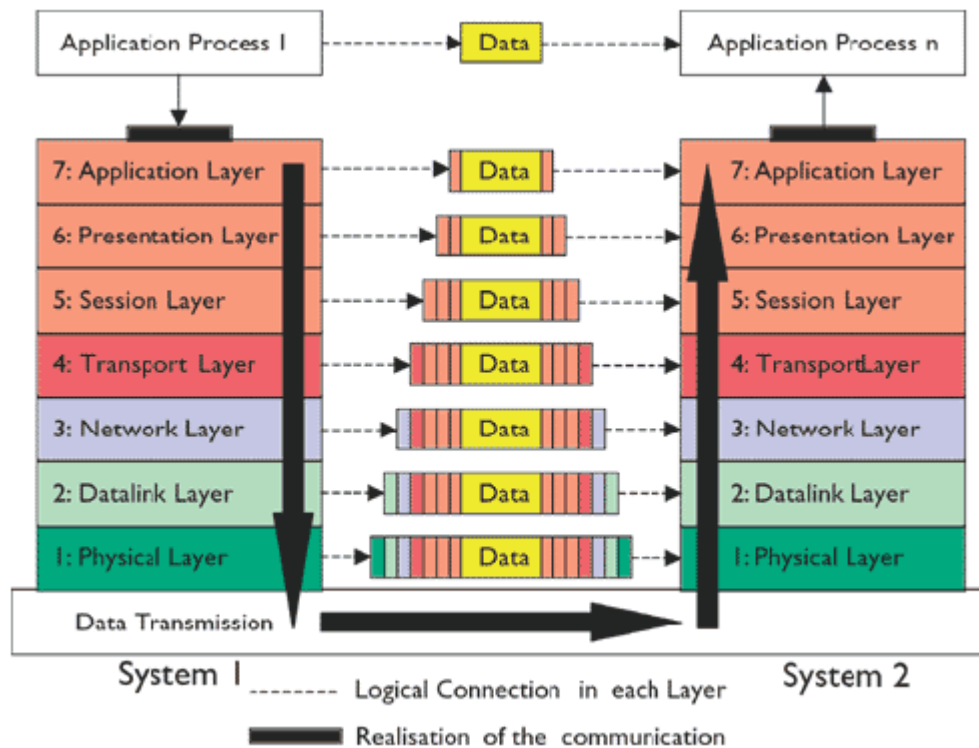 Application Process 1
Data
Application Process n
7: Application Layer
Data
7: Application Layer
6: Presentation Layer
Data
6: Presentation Layer
5: Session Layer
Data
5: Session Layer
4: Transport Layer
Data
4: TransportLayer
3: Network Layer
Data
3: Network Layer
2: Datalink Layer
Data
2: Datalink Layer
1: Physical Layer
Data
1: Physical Layer
Data Transmission
System 1
System 2
Logical Connection in each Layer
Realisation of the communication